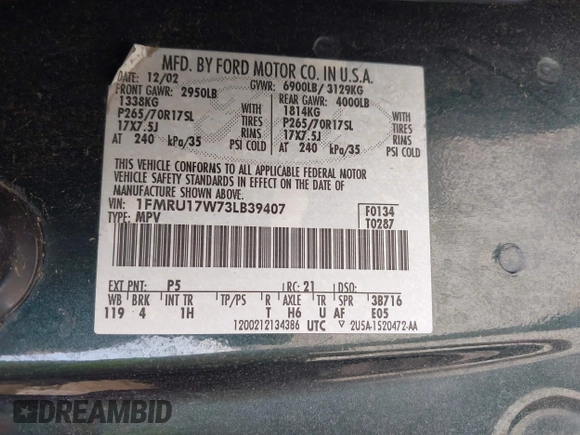 MFD. BY FORD MOTOR CO. IN U.S.A.
DATE: 12/02 GVWR: 6900LB/ 3129KG
FRONT GAWR: 2950LB REAR GAWR: 4000LB
1338KG WITH 1814KG WITH
P265/70R17SL TIRES P265/70R17SL TIRES
17X7.5J RIMS 17X7.5J RIMS
AT 240 kPa/35 PSI COLD AT 240 kPa/35 PSI COLD
THIS VEHICLE CONFORMS TO ALL APPLICABLE FEDERAL MOTOR
VEHICLE SAFETY STANDARDS IN EFFECT ON THE DATE OF MANUFACTURE
SHOWN ABOVE.
VIN: 1FMRU17W73LB39407 F0134
TYPE: MPV T0287
EXT PNT: P5 RC: 21 DSO:
WB BRK INT TR TP/PS R AXLE TR SPR 3B716
119 4 1H T H6 U AF E05
1200212134386 UTC ▽ 2U5A-1520472-AA
DREAMBID